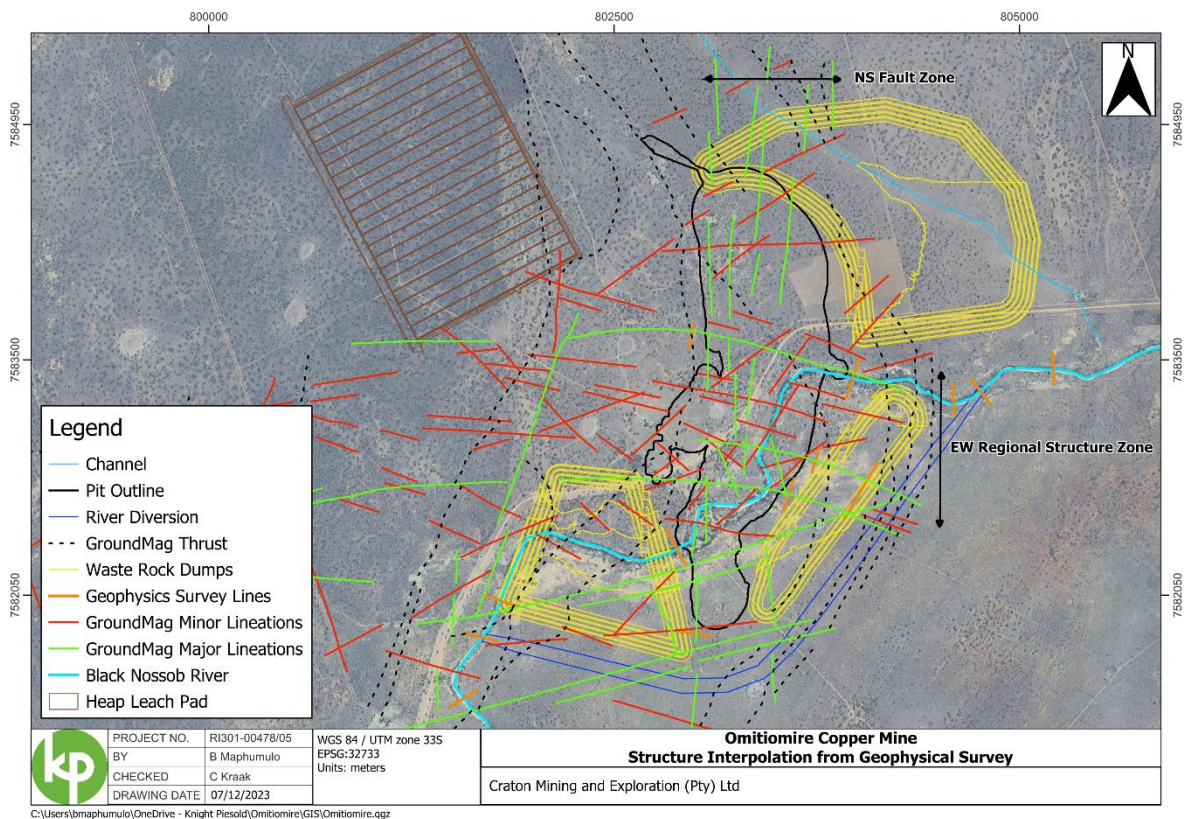 800000
802500
805000
N
NS Fault Zone
7584950
7584950
7583500
7583500
EW Regional Structure Zone
7582050
7582050
Legend
Channel
Pit Outline
River Diversion
GroundMag Thrust
Waste Rock Dumps
Geophysics Survey Lines
GroundMag Minor Lineations
GroundMag Major Lineations
Black Nossob River
Heap Leach Pad
kp
PROJECT NO. RI301-00478/05
BY B Maphumulo
CHECKED C Kraak
DRAWING DATE 07/12/2023
WGS 84 / UTM zone 33S
EPSG:32733
Units: meters
Omitiomire Copper Mine
Structure Interpolation from Geophysical Survey
Craton Mining and Exploration (Pty) Ltd
C:\Users\bmaphumulo\OneDrive - Knight Piesold\Omitiomire\GIS\Omitiomire.qgz